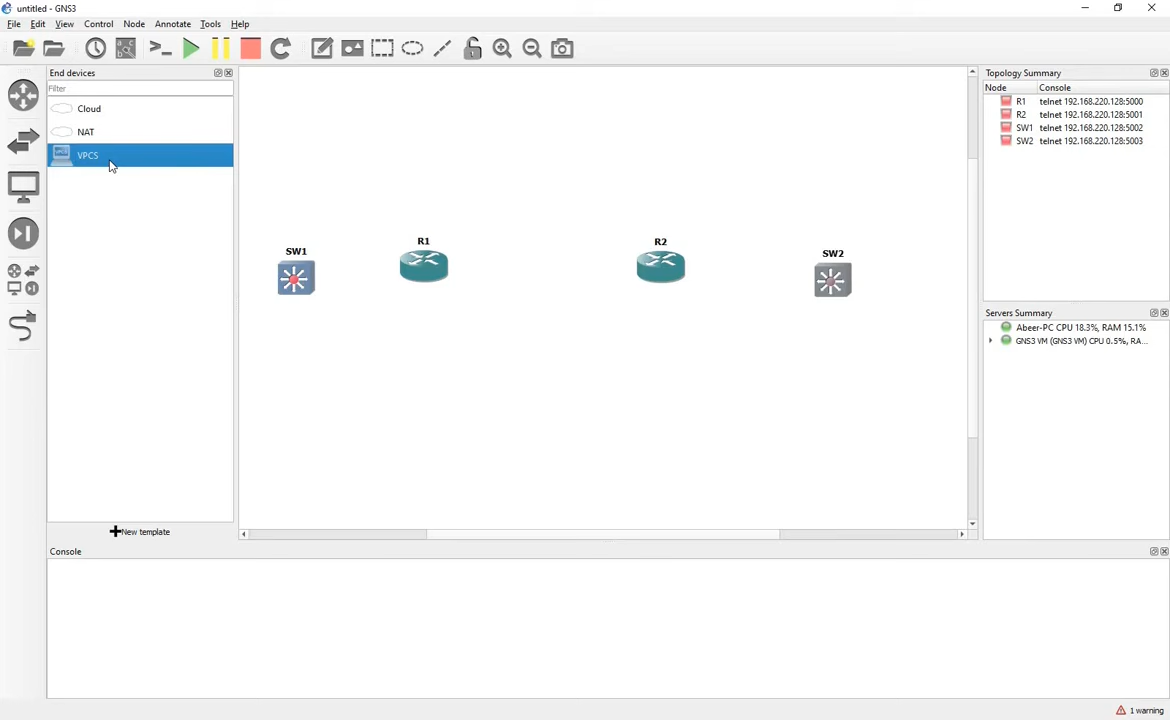 untitled - GNS3
File Edit View Control Node Annotate Tools Help
End devices
Filter
Cloud
NAT
VPCS
New template
SW1
R1
R2
SW2
Topology Summary
Node Console
R1 telnet 192.168.220.128:5000
R2 telnet 192.168.220.128:5001
SW1 telnet 192.168.220.128:5002
SW2 telnet 192.168.220.128:5003
Servers Summary
Abeer-PC CPU 18.3%, RAM 15.1%
GNS3 VM (GNS3 VM) CPU 0.5%, RA...
Console
1 warning